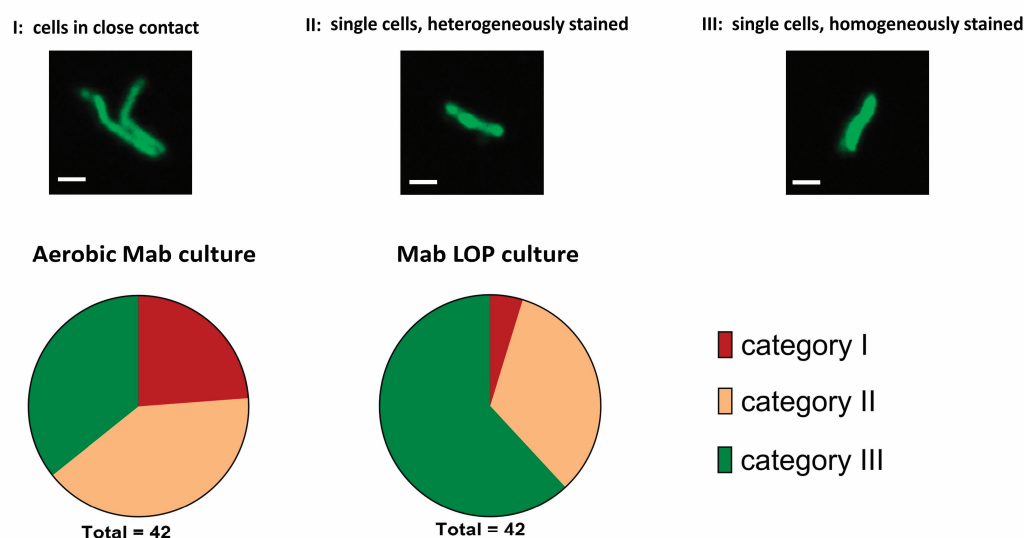 I: cells in close contact
II: single cells, heterogeneously stained
III: single cells, homogeneously stained
Aerobic Mab culture
Mab LOP culture
category I
category II
category III
Total = 42
Total = 42